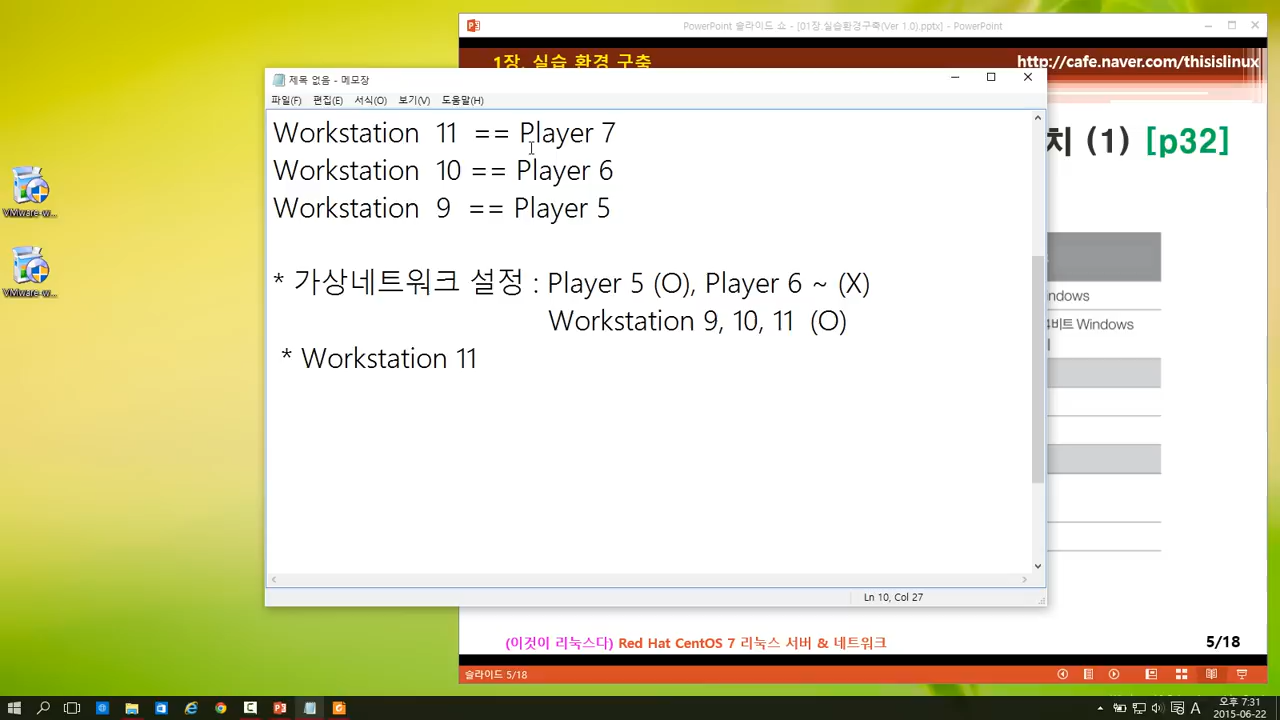 PowerPoint 슬라이드 쇼 - [01장 실습환경구축(Ver 1.0).pptx] - PowerPoint
1장. 실습 환경 구축
http://cafe.naver.com/thisislinux
제목 없음 - 메모장
파일(F) 편집(E) 서식(O) 보기(V) 도움말(H)
Workstation 11 == Player 7
Workstation 10 == Player 6
Workstation 9 == Player 5
* 가상네트워크 설정 : Player 5 (O), Player 6 ~ (X)
Workstation 9, 10, 11 (O)
* Workstation 11
치 (1) [p32]
ndows
비트 Windows
VMware-w...
VMware-w...
Ln 10, Col 27
(이것이 리눅스다) Red Hat CentOS 7 리눅스 서버 & 네트워크
5/18
슬라이드 5/18
A
오후 7:31
2015-06-22